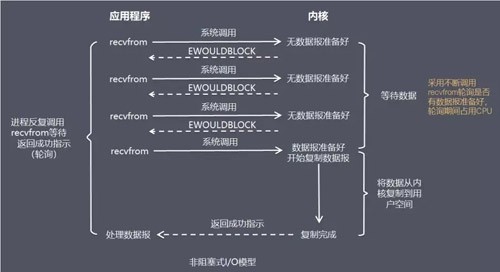 应用程序
内核
recvfrom
系统调用
无数据报准备好
EWOULDBLOCK
recvfrom
系统调用
无数据报准备好
EWOULDBLOCK
recvfrom
系统调用
无数据报准备好
EWOULDBLOCK
recvfrom
系统调用
数据报准备好
开始复制数据报
进程反复调用
recvfrom等待
返回成功指示
(轮询)
等待数据
采用不断调用
recvfrom轮询是否
有数据报准备好,
轮询期间占用CPU
将数据从内
核复制到用
户空间
处理数据报
返回成功指示
复制完成
非阻塞式I/O模型